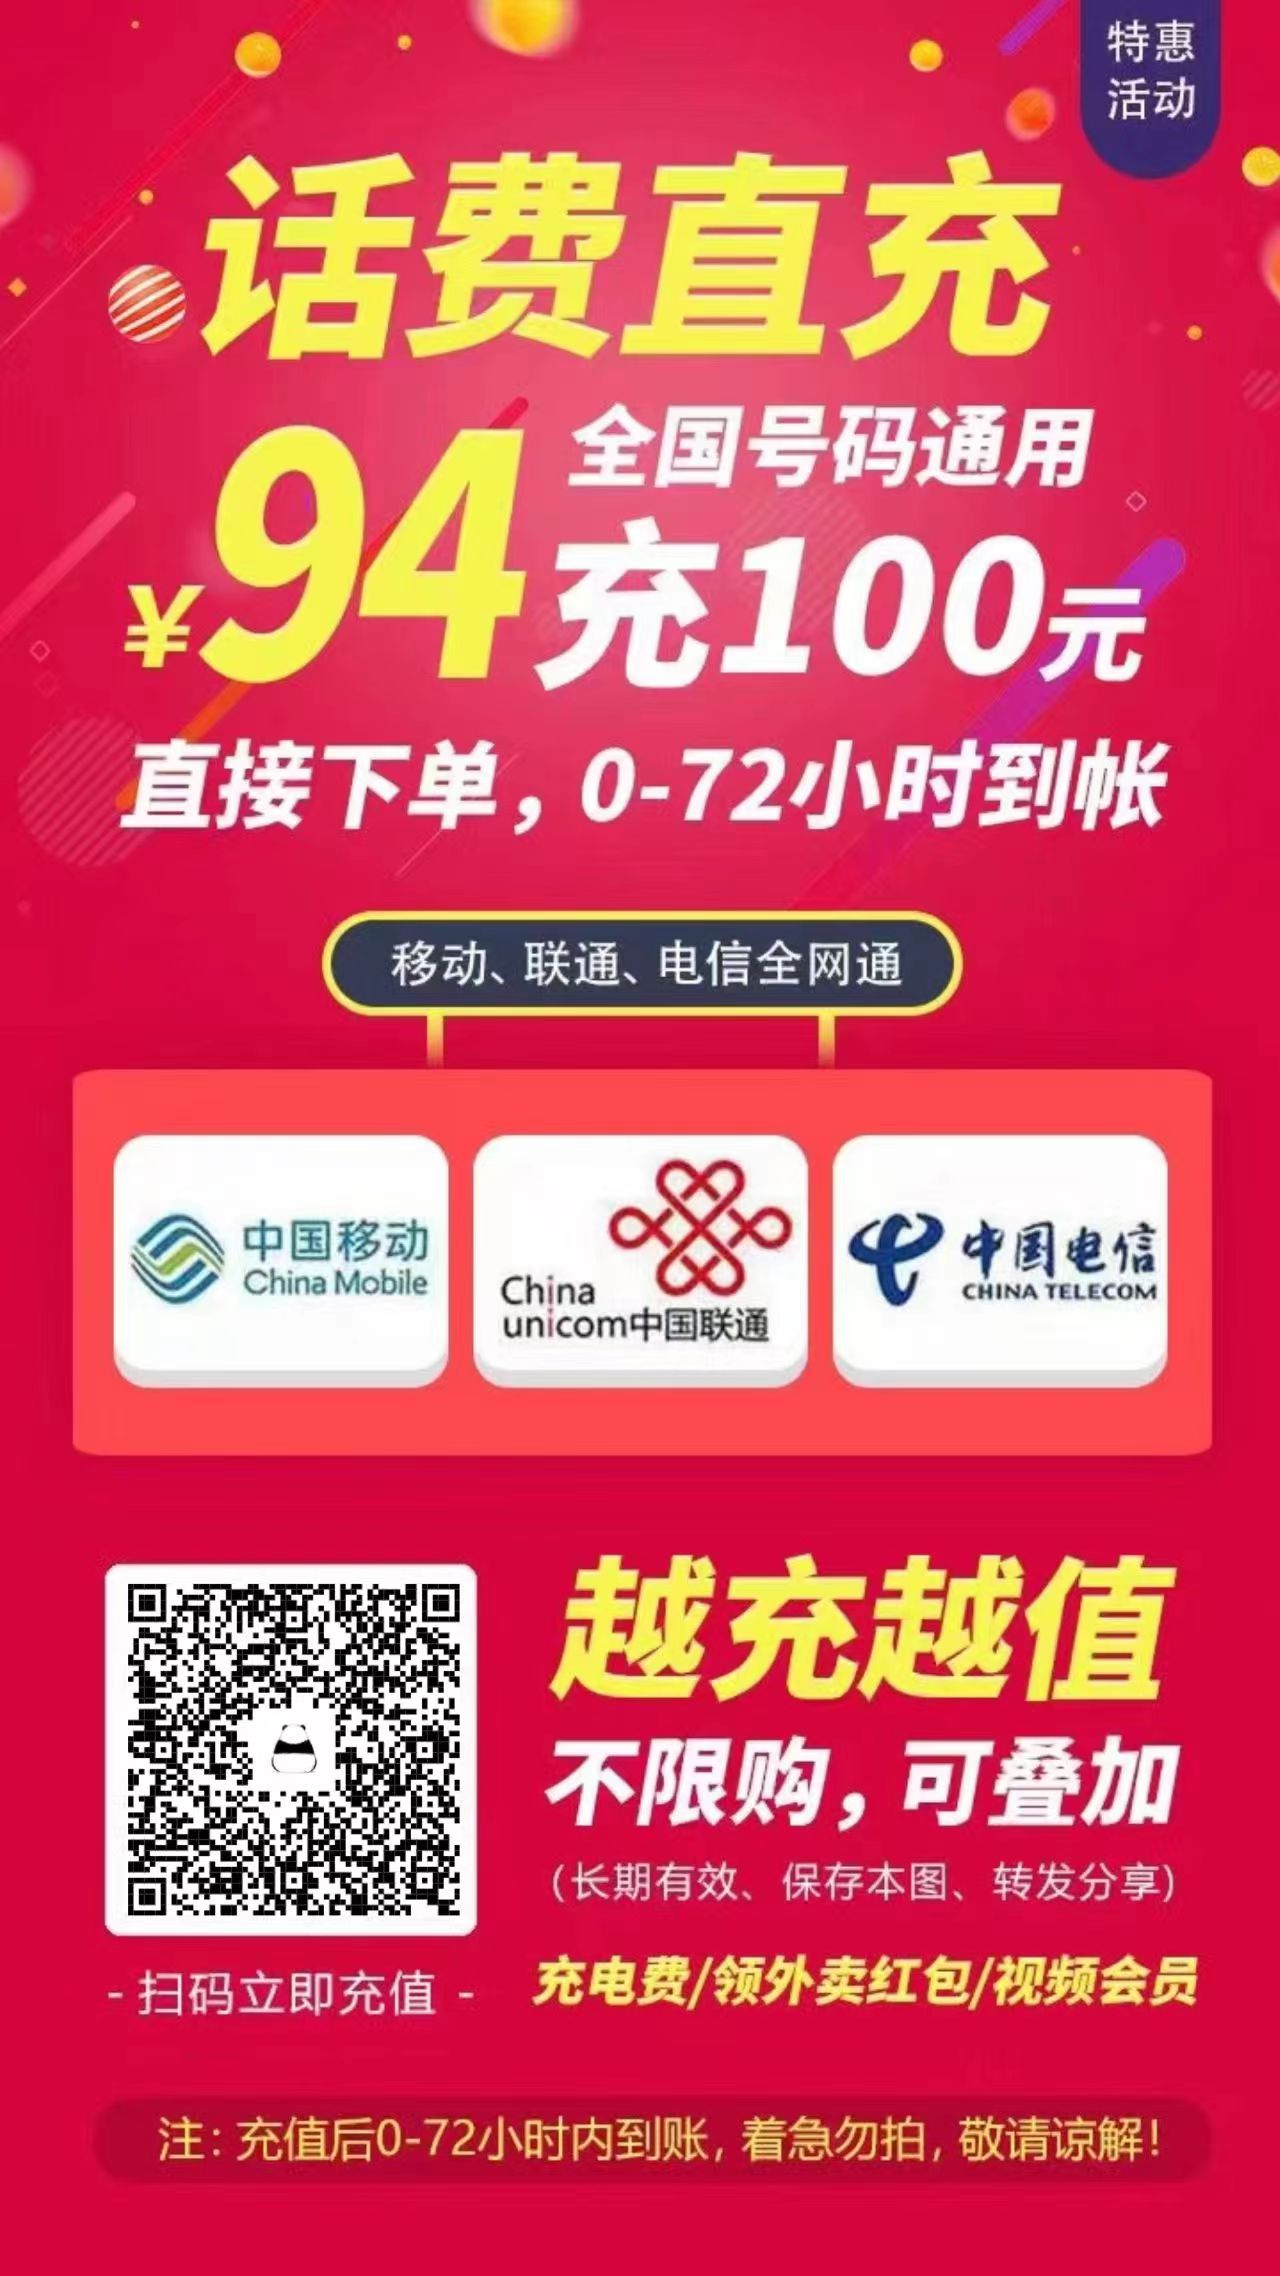 特惠
活动
话费直充
全国号码通用
¥94充100元
直接下单，0-72小时到帐
移动、联通、电信全网通
中国移动
China Mobile
China
unicom中国联通
中国电信
CHINA TELECOM
越充越值
不限购，可叠加
(长期有效、保存本图、转发分享)
- 扫码立即充值 -
充电费/领外卖红包/视频会员
注：充值后0-72小时内到账，着急勿拍，敬请谅解！